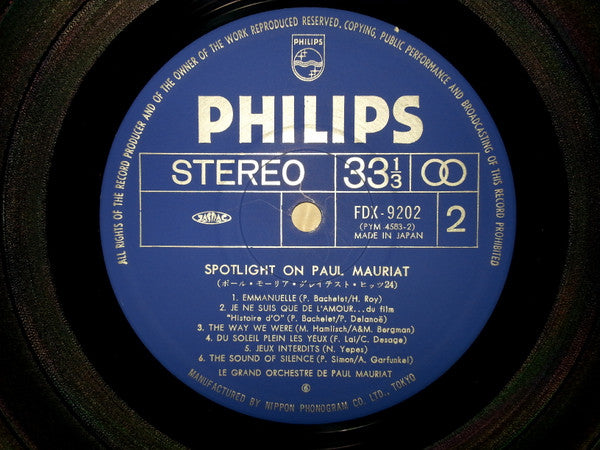 ALL RIGHTS OF THE RECORD PRODUCER AND OF THE OWNER OF THE WORK REPRODUCED RESERVED, COPYING, PUBLIC PERFORMANCE AND BROADCASTING OF THIS RECORD PROHIBITED
PHILIPS
PHILIPS
STEREO 33 1/3
FDX-9202
(PYM 4583-2)
MADE IN JAPAN
2
SPOTLIGHT ON PAUL MAURIAT
(ポール・モーリア・グレイテスト・ヒッツ24)
1. EMMANUELLE (P. Bachelet/H. Roy)
2. JE NE SUIS QUE DE L'AMOUR...du film
"Histoire d'O" (P. Bachelet/P. Delanoë)
3. THE WAY WE WERE (M. Hamlisch/A&M. Bergman)
4. DU SOLEIL PLEIN LES YEUX (F. Lai/C. Desage)
5. JEUX INTERDITS (N. Yepes)
6. THE SOUND OF SILENCE (P. Simon/A. Garfunkel)
LE GRAND ORCHESTRE DE PAUL MAURIAT
MANUFACTURED BY NIPPON PHONOGRAM CO. LTD., TOKYO